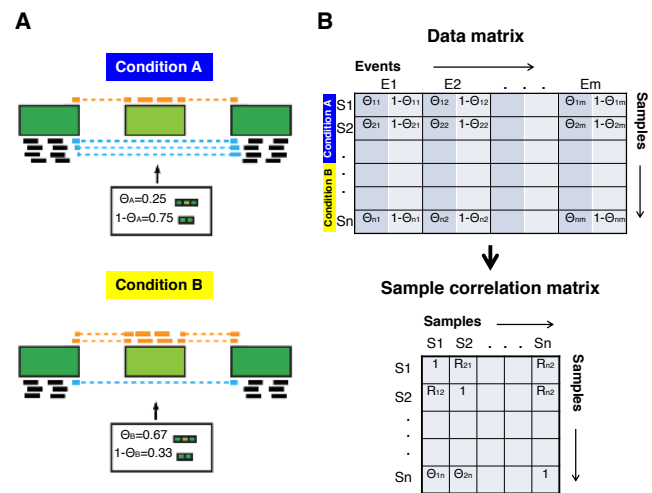 A
Condition A
ΘA=0.25
1-ΘA=0.75
Condition B
ΘB=0.67
1-ΘB=0.33
B
Data matrix
Events
E1 E2 . . . Em
Condition A
Condition B
S1 Θ11 1-Θ11 Θ12 1-Θ12 Θ1m 1-Θ1m
S2 Θ21 1-Θ21 Θ22 1-Θ22 Θ2m 1-Θ2m
.
.
.
Sn Θn1 1-Θn1 Θn2 1-Θn2 Θnm 1-Θnm
Samples
Sample correlation matrix
Samples
S1 S2 . . . Sn
S1 1 R21 Rn2
S2 R12 1 Rn2
.
.
.
Sn Θ1n Θ2n 1
Samples